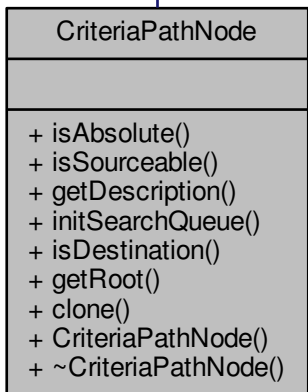 CriteriaPathNode
+ isAbsolute()
+ isSourceable()
+ getDescription()
+ initSearchQueue()
+ isDestination()
+ getRoot()
+ clone()
+ CriteriaPathNode()
+ ~CriteriaPathNode()